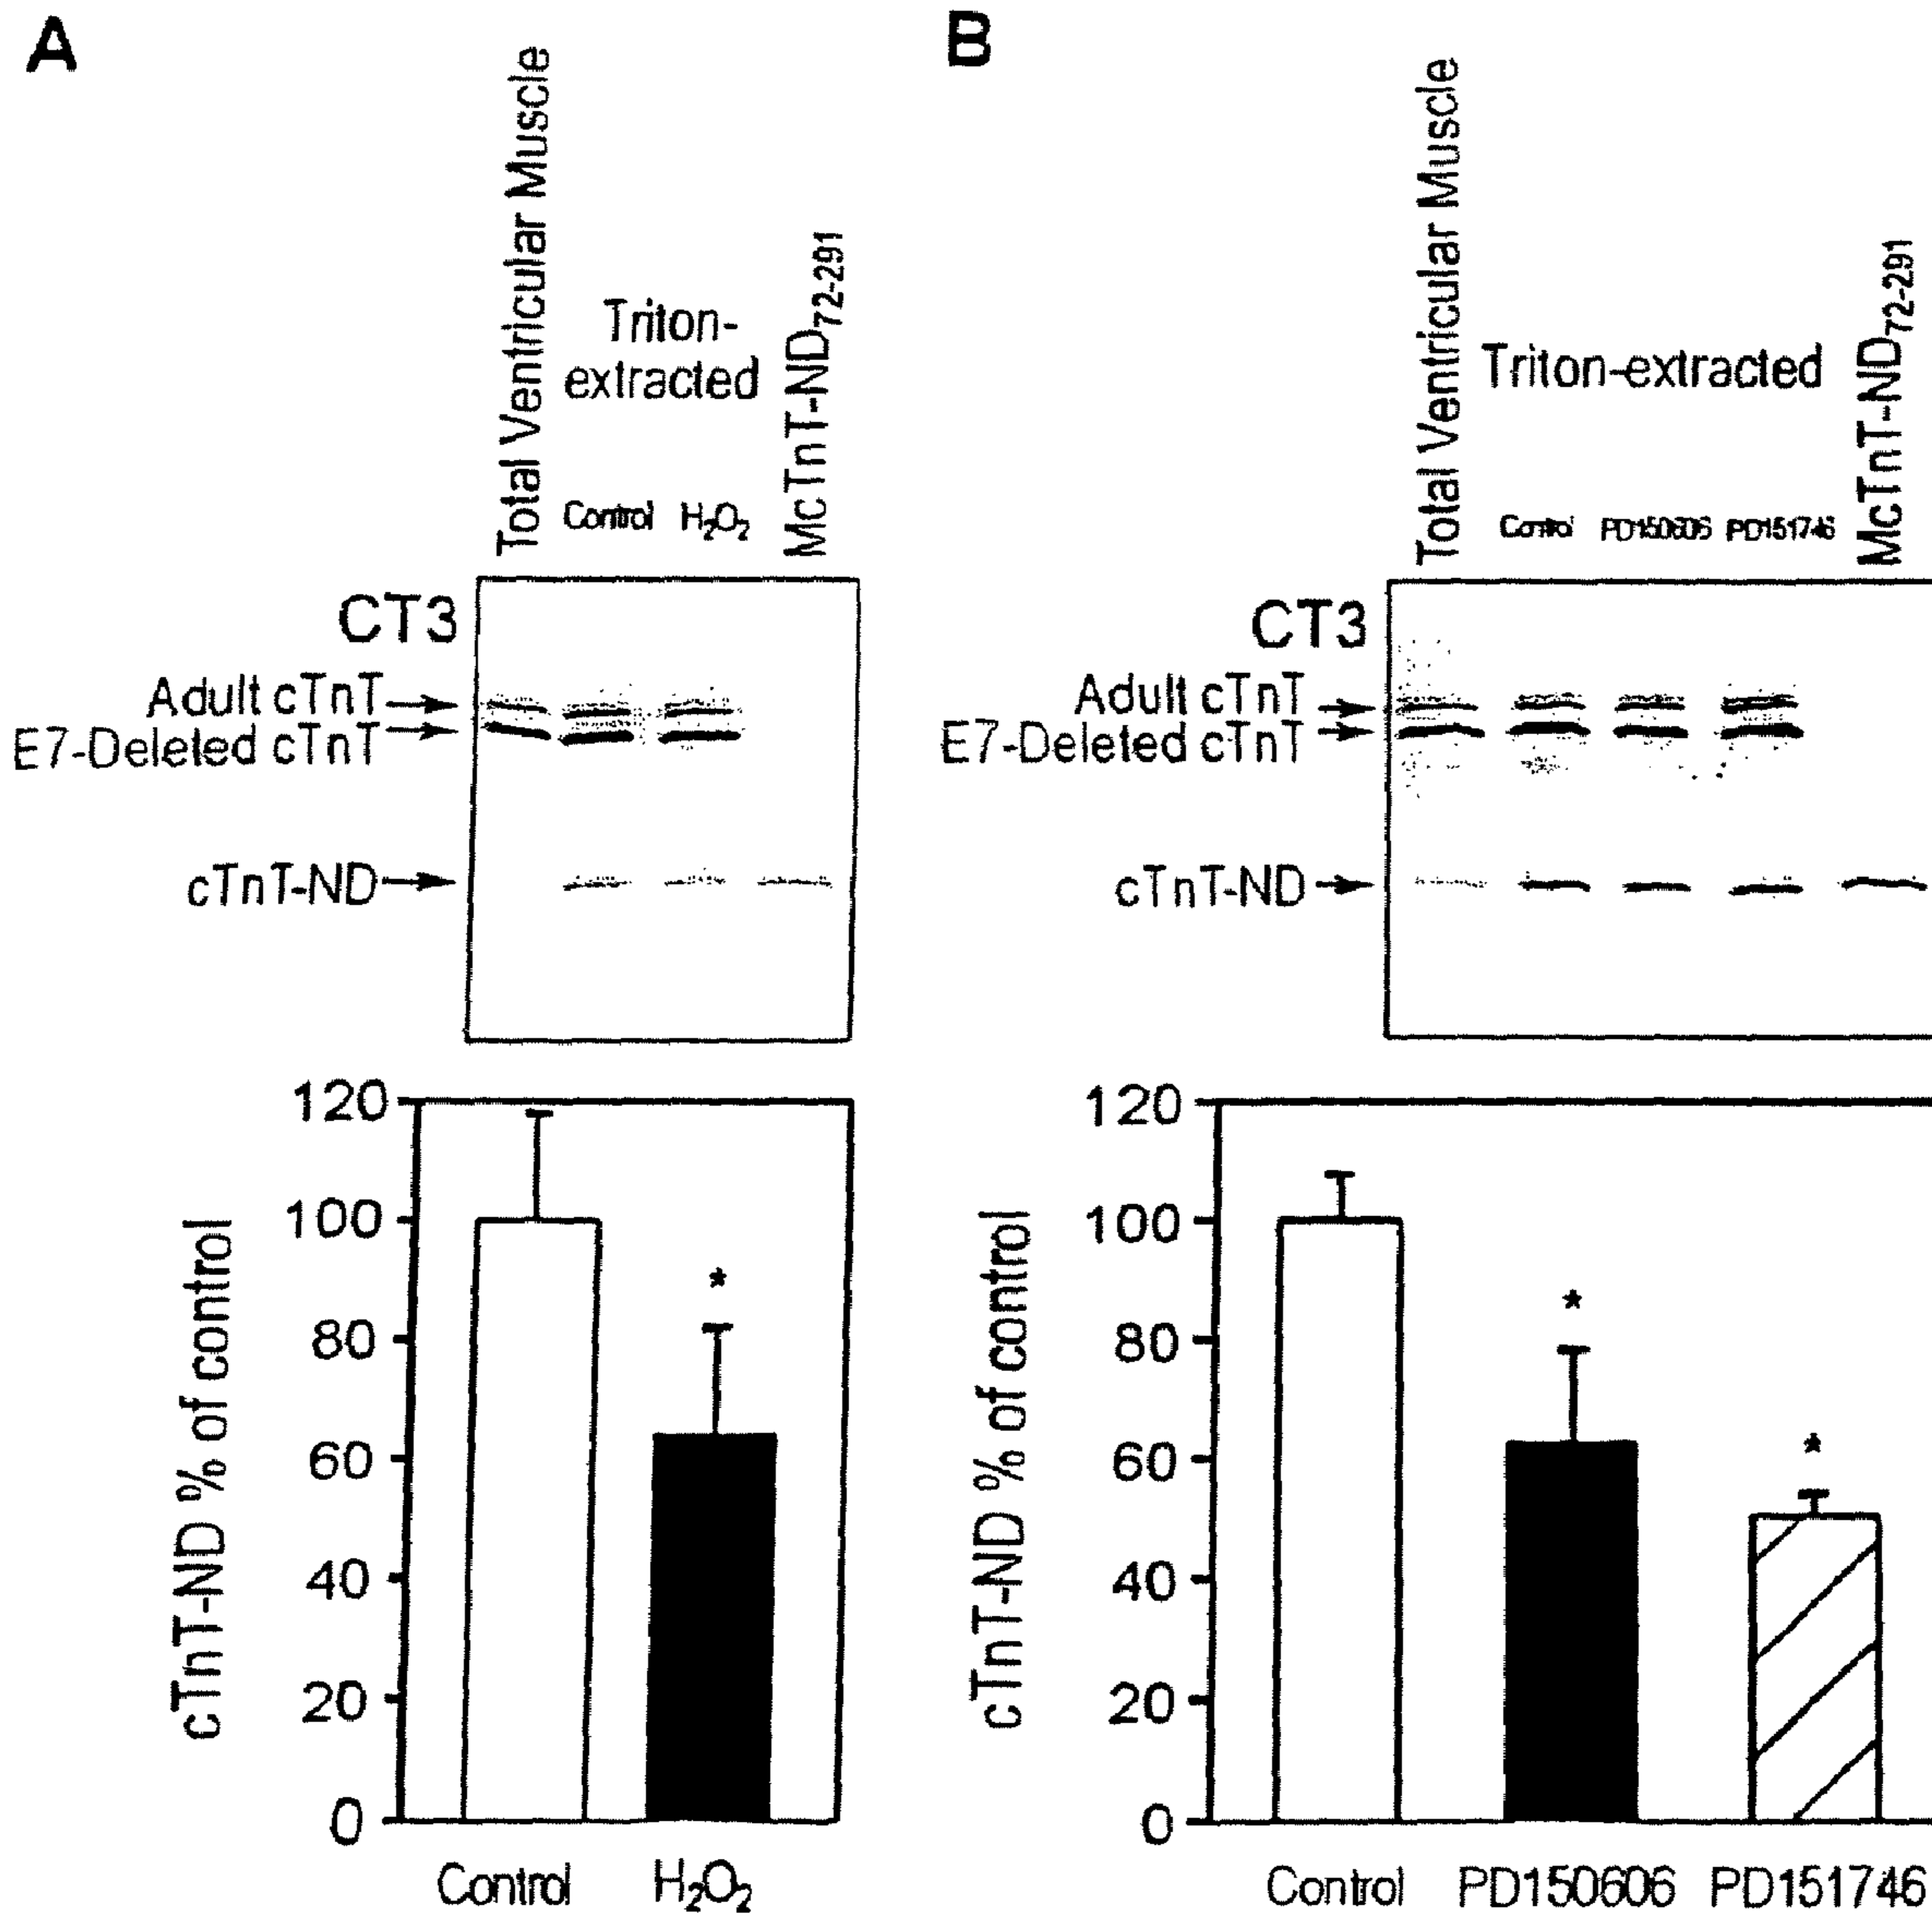 A
Total Ventricular Muscle
Triton-
extracted
Control H₂O₂
McTnT-ND72-291
CT3
Adult cTnT
E7-Deleted cTnT
cTnT-ND
cTnT-ND % of control
120
100
80
60
40
20
0
*
Control H₂O₂
B
Total Ventricular Muscle
Triton-extracted
Control PD150606 PD151746
McTnT-ND72-291
CT3
Adult cTnT
E7-Deleted cTnT
cTnT-ND
cTnT-ND % of control
120
100
80
60
40
20
0
*
*
Control PD150606 PD151746